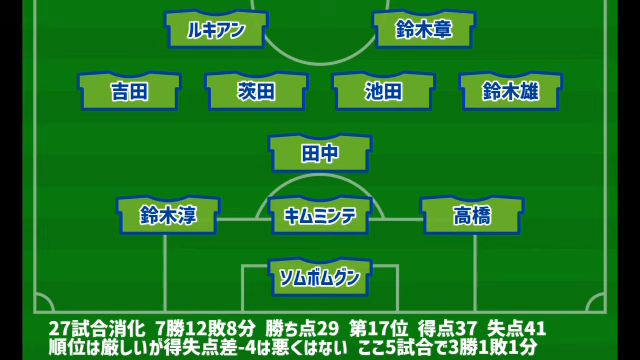 ルキアン 鈴木章
吉田 茨田 池田 鈴木雄
田中
鈴木淳 キムミンテ 高橋
ソムボムグン
27試合消化 7勝12敗8分 勝ち点29 第17位 得点37 失点41
順位は厳しいが得失点差-4は悪くはない ここ5試合で3勝1敗1分